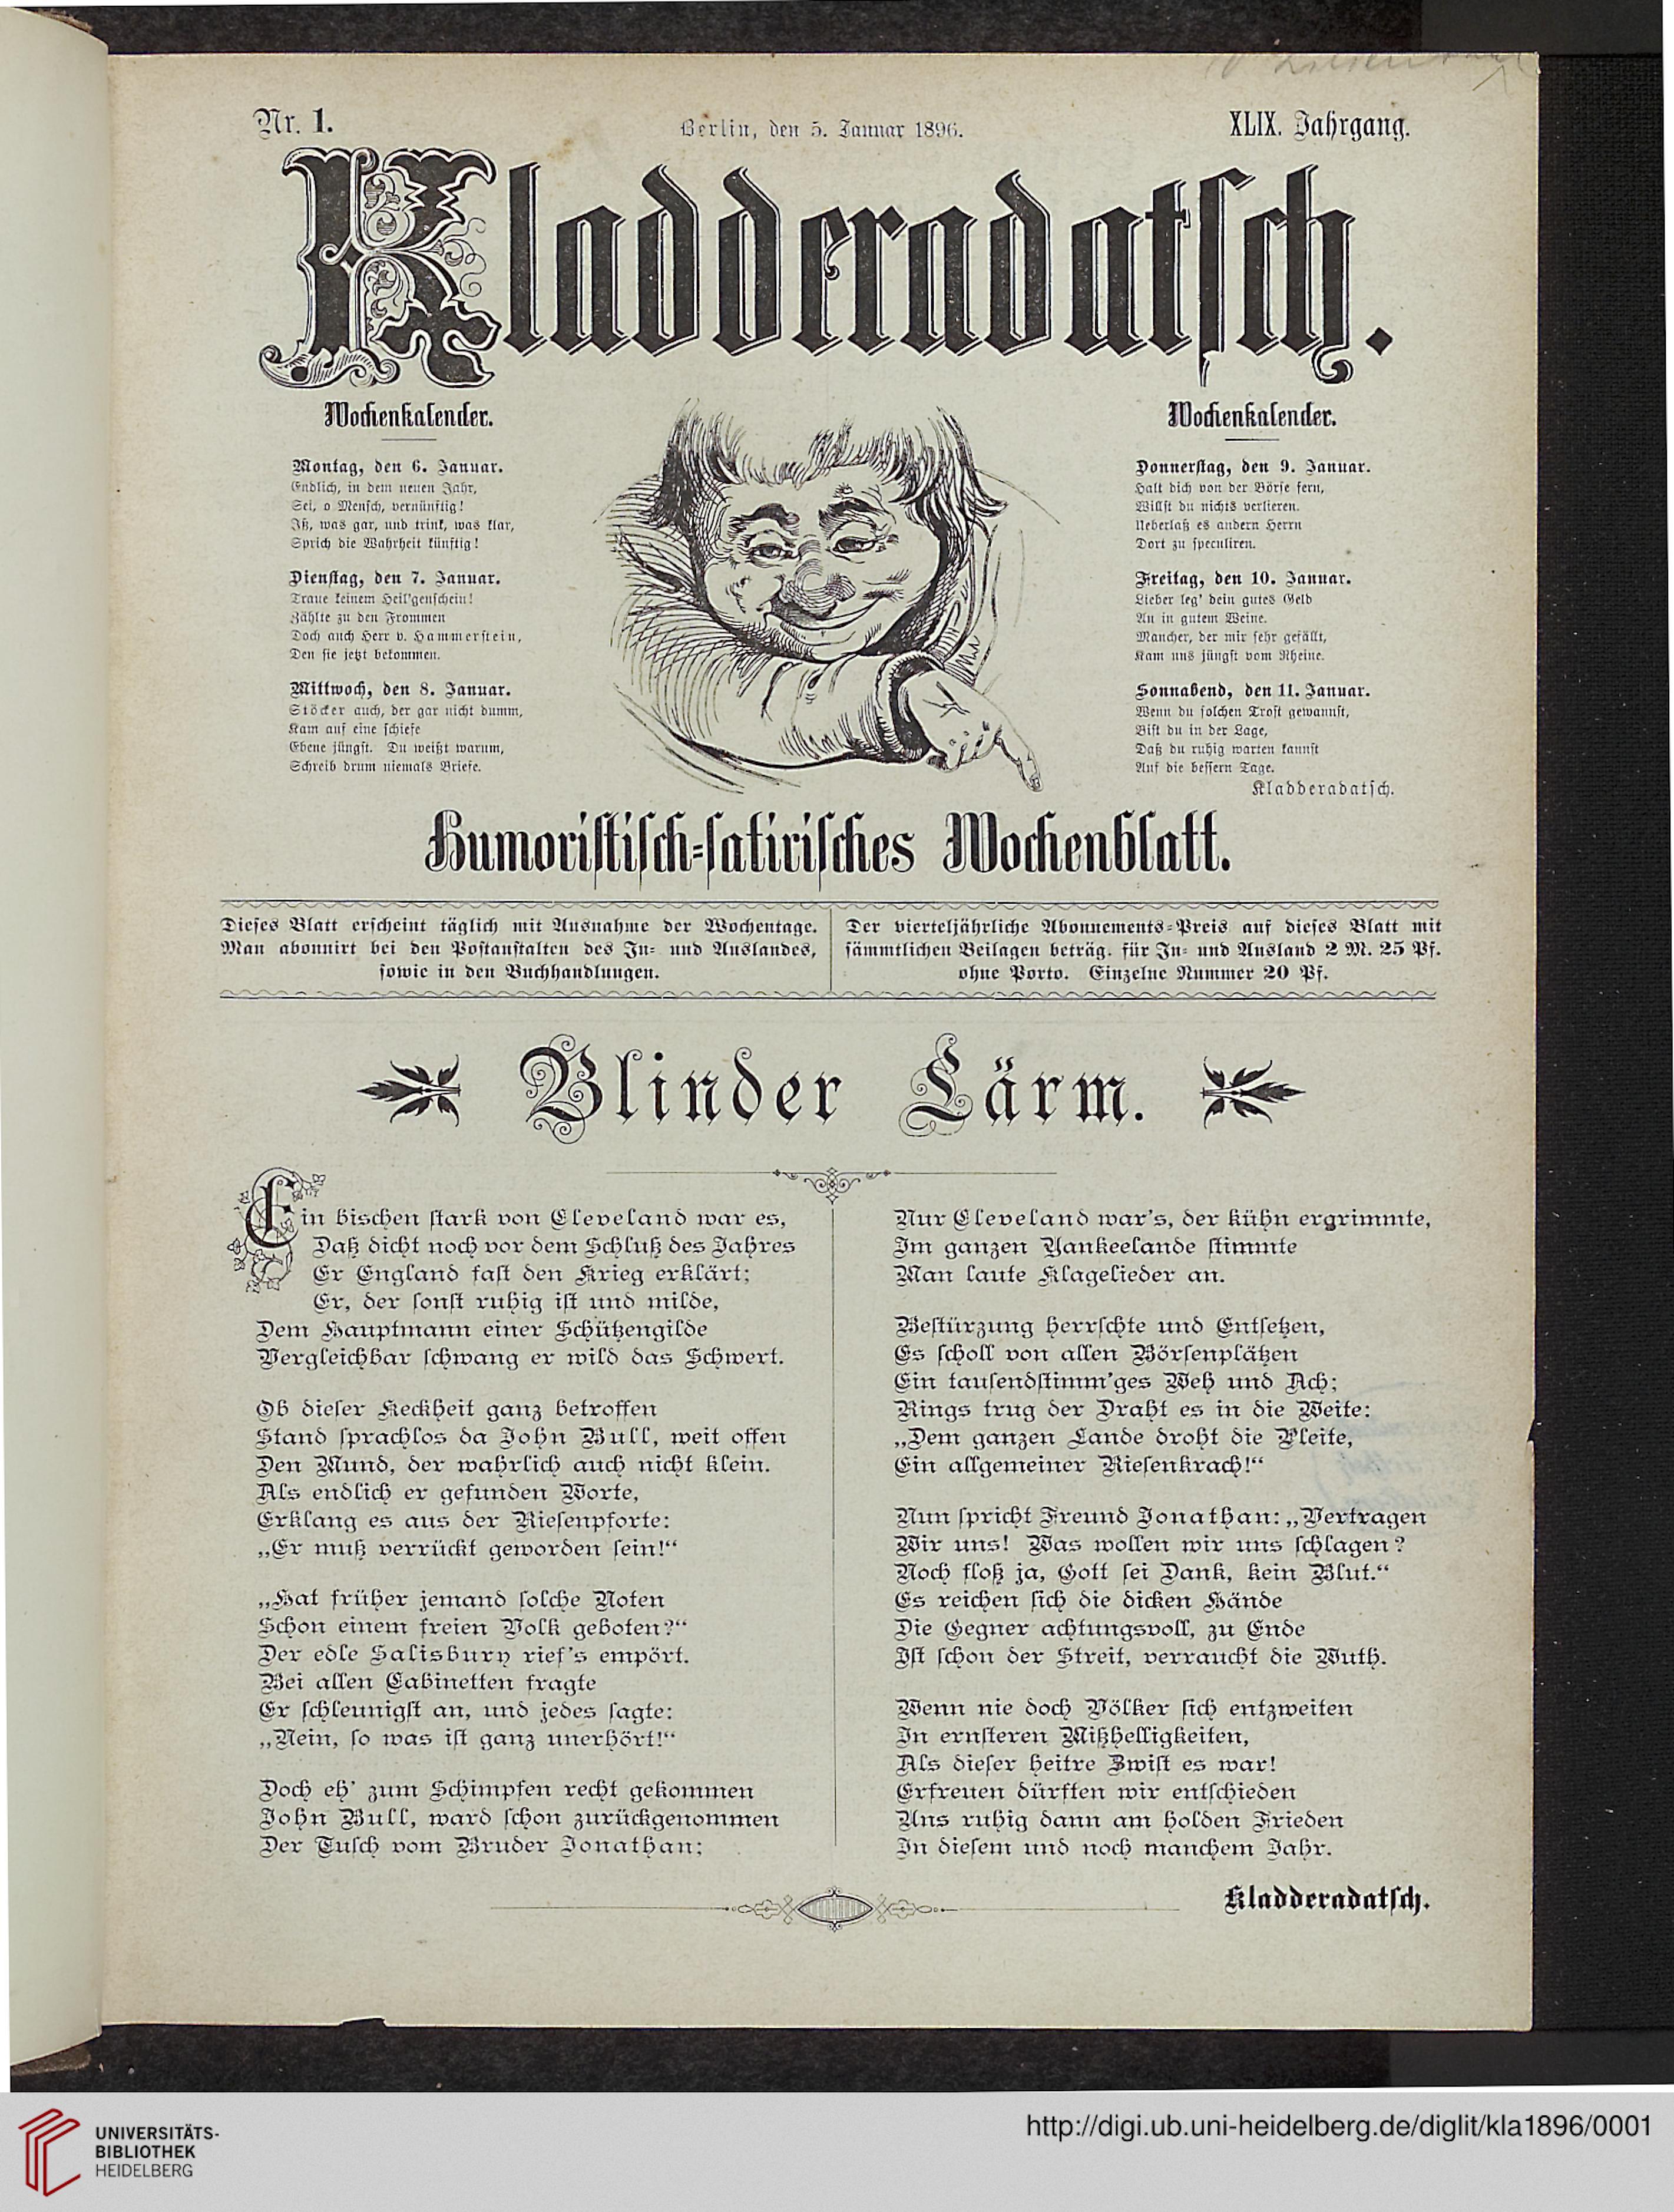 Nr. 1.
Berlin, den 5. Januar 1896.
XLIX. Jahrgang.
Kladderadatsch.
Wochenkalender.
Montag, den 6. Januar.
Endlich, in dem neuen Jahr,
Sei, o Mensch, vernünftig!
Iß, was gar, und trink, was klar,
Sprich die Wahrheit künftig!
Dienstag, den 7. Januar.
Traue keinem Heil'genschein!
Zählte zu den Frommen
Doch auch Herr v. Hammerstein,
Den sie jetzt bekommen.
Mittwoch, den 8. Januar.
Stöcker auch, der gar nicht dumm,
Kam auf eine schiefe
Ebene jüngst. Du weißt warum,
Schreib drum niemals Briefe.
Wochenkalender.
Donnerstag, den 9. Januar.
Halt dich von der Börse fern,
Willst du nichts verlieren.
Ueberlaß es andern Herrn
Dort zu speculiren.
Freitag, den 10. Januar.
Lieber leg' dein gutes Geld
An in gutem Weine.
Mancher, der mir sehr gefällt,
Kam uns jüngst vom Rheine.
Sonnabend, den 11. Januar.
Wenn du solchen Trost gewannst,
Bist du in der Lage,
Daß du ruhig warten kannst
Auf die bessern Tage.
Kladderadatsch.
Humoristisch-satirisches Wochenblatt.
Dieses Blatt erscheint täglich mit Ausnahme der Wochentage.
Man abonnirt bei den Postanstalten des In- und Auslandes,
sowie in den Buchhandlungen.
Der vierteljährliche Abonnements-Preis auf dieses Blatt mit
sämmtlichen Beilagen beträg. für In- und Ausland 2 M. 25 Pf.
ohne Porto. Einzelne Nummer 20 Pf.
Blinder Lärm.
Ein bischen stark von Cleveland war es,
Daß dicht noch vor dem Schluß des Jahres
Er England fast den Krieg erklärt;
Er, der sonst ruhig ist und milde,
Dem Hauptmann einer Schützengilde
Vergleichbar schwang er wild das Schwert.
Ob dieser Keckheit ganz betroffen
Stand sprachlos da John Bull, weit offen
Den Mund, der wahrlich auch nicht klein.
Als endlich er gefunden Worte,
Erklang es aus der Riesenpforte:
„Er muß verrückt geworden sein!“
„Hat früher jemand solche Noten
Schon einem freien Volk geboten?“
Der edle Salisbury rief's empört.
Bei allen Cabinetten fragte
Er schleunigst an, und jedes sagte:
„Nein, so was ist ganz unerhört!“
Doch eh' zum Schimpfen recht gekommen
John Bull, ward schon zurückgenommen
Der Tusch vom Bruder Jonathan;
Nur Cleveland war's, der kühn ergrimmte,
Im ganzen Yankeelande stimmte
Man laute Klagelieder an.
Bestürzung herrschte und Entsetzen,
Es scholl von allen Börsenplätzen
Ein tausendstimm'ges Weh und Ach;
Rings trug der Draht es in die Weite:
„Dem ganzen Lande droht die Pleite,
Ein allgemeiner Riesenkrach!“
Nun spricht Freund Jonathan: „Vertragen
Wir uns! Was wollen wir uns schlagen?
Noch floß ja, Gott sei Dank, kein Blut.“
Es reichen sich die dicken Hände
Die Gegner achtungsvoll, zu Ende
Ist schon der Streit, verraucht die Wuth.
Wenn nie doch Völker sich entzweiten
In ernsteren Mißhelligkeiten,
Als dieser heitre Zwist es war!
Erfreuen dürften wir entschieden
Uns ruhig dann am holden Frieden
In diesem und noch manchem Jahr.
Kladderadatsch.
UNIVERSITÄTS-
BIBLIOTHEK
HEIDELBERG
http://digi.ub.uni-heidelberg.de/diglit/kla1896/0001